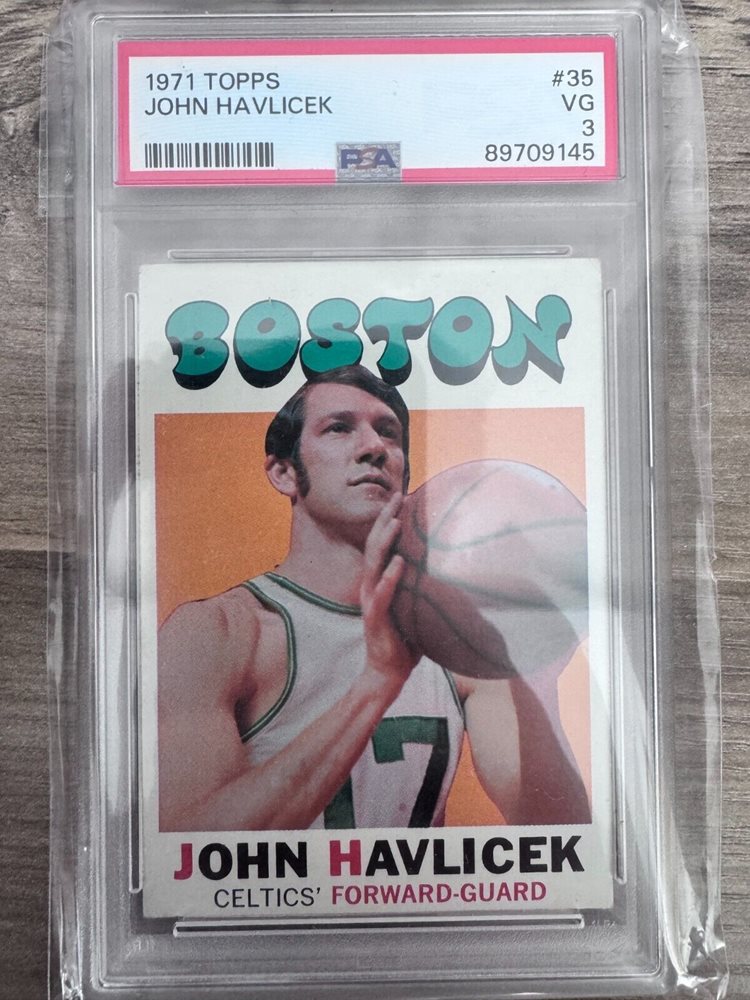 1971 TOPPS #35
JOHN HAVLICEK VG
3
PSA 89709145
BOSTON
17
JOHN HAVLICEK
CELTICS' FORWARD-GUARD